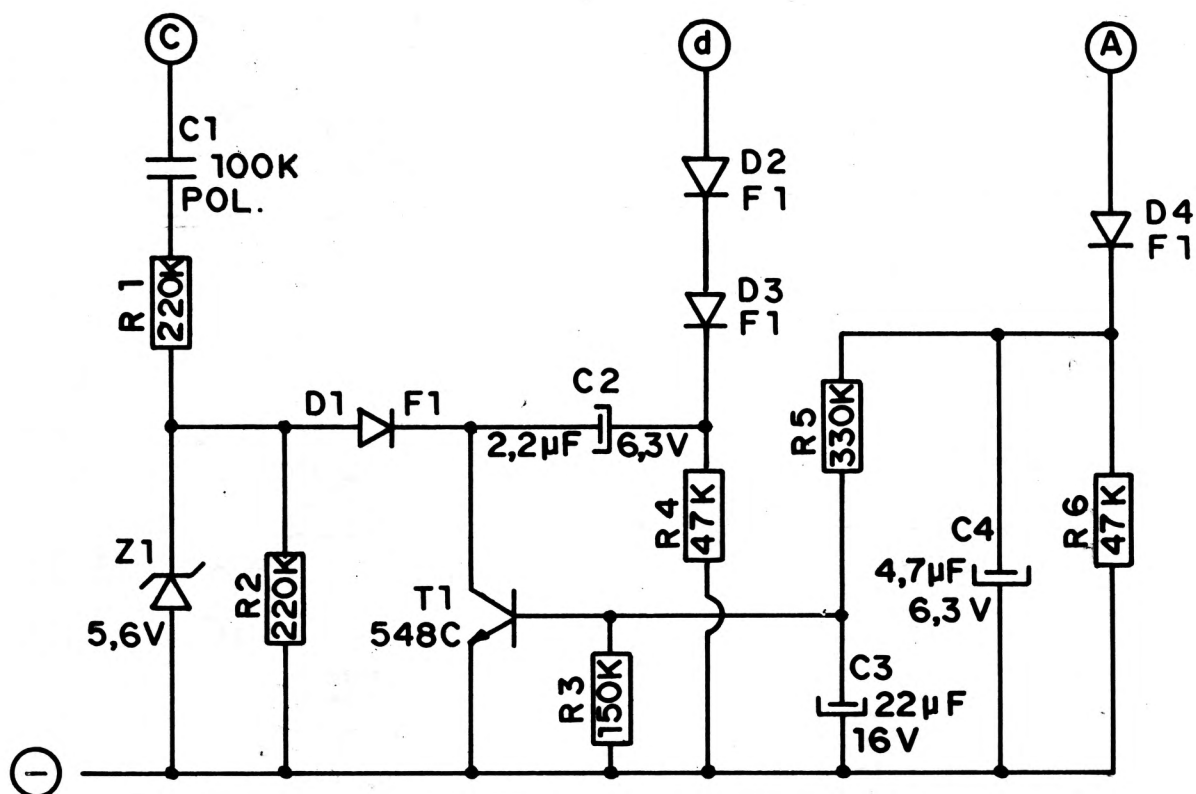 C
d
A
C1
100K
POL.
D2
F1
D4
F1
R1
220K
D3
F1
D1
F1
C2
2,2µF
6,3V
R5
330K
R4
47K
R6
47K
Z1
5,6V
R2
220K
T1
548C
C4
4,7µF
6,3V
R3
150K
C3
22µF
16V
-